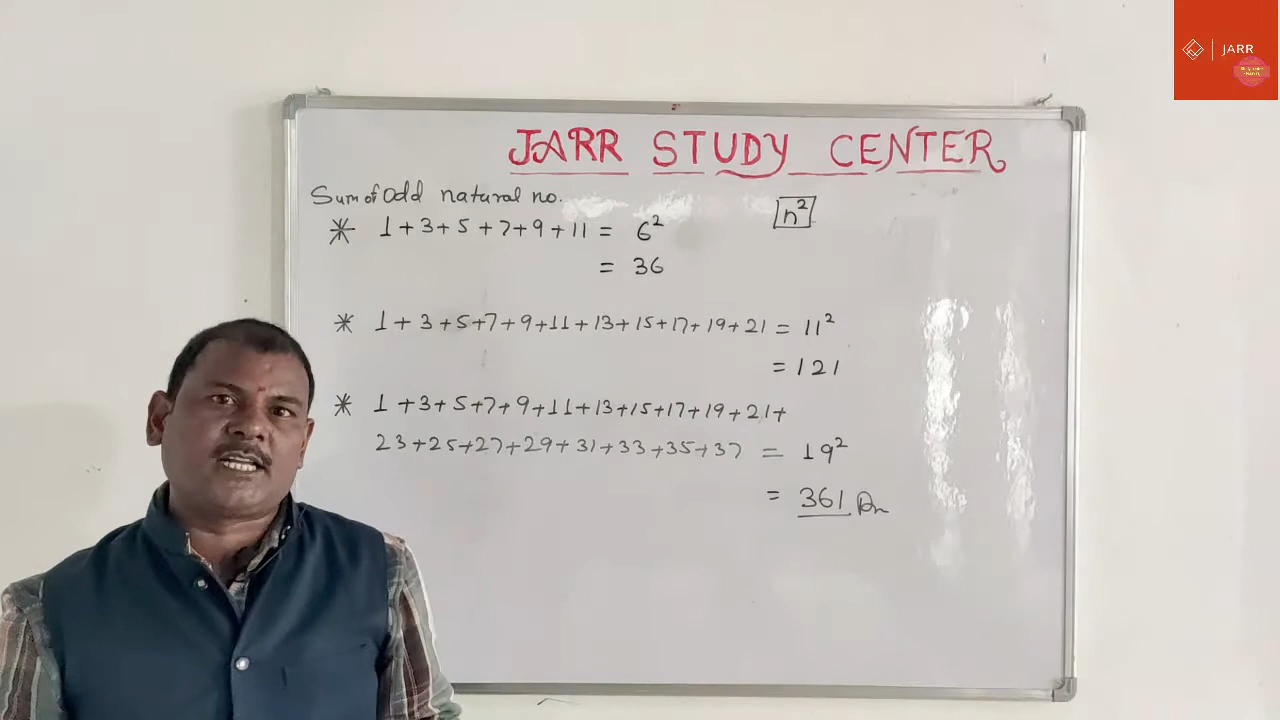 JARR
JARR STUDY CENTER
Sum of odd natural no.
n²
* 1+3+5+7+9+11 = 6²
= 36
* 1+3+5+7+9+11+13+15+17+19+21 = 11²
= 121
* 1+3+5+7+9+11+13+15+17+19+21+
23+25+27+29+31+33+35+37 = 19²
= 361